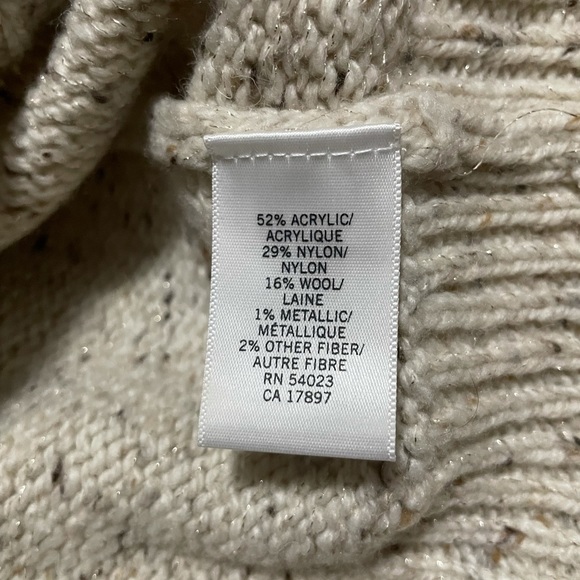 52% ACRYLIC/
ACRYLIQUE
29% NYLON/
NYLON
16% WOOL/
LAINE
1% METALLIC/
MÉTALLIQUE
2% OTHER FIBER/
AUTRE FIBRE
RN 54023
CA 17897